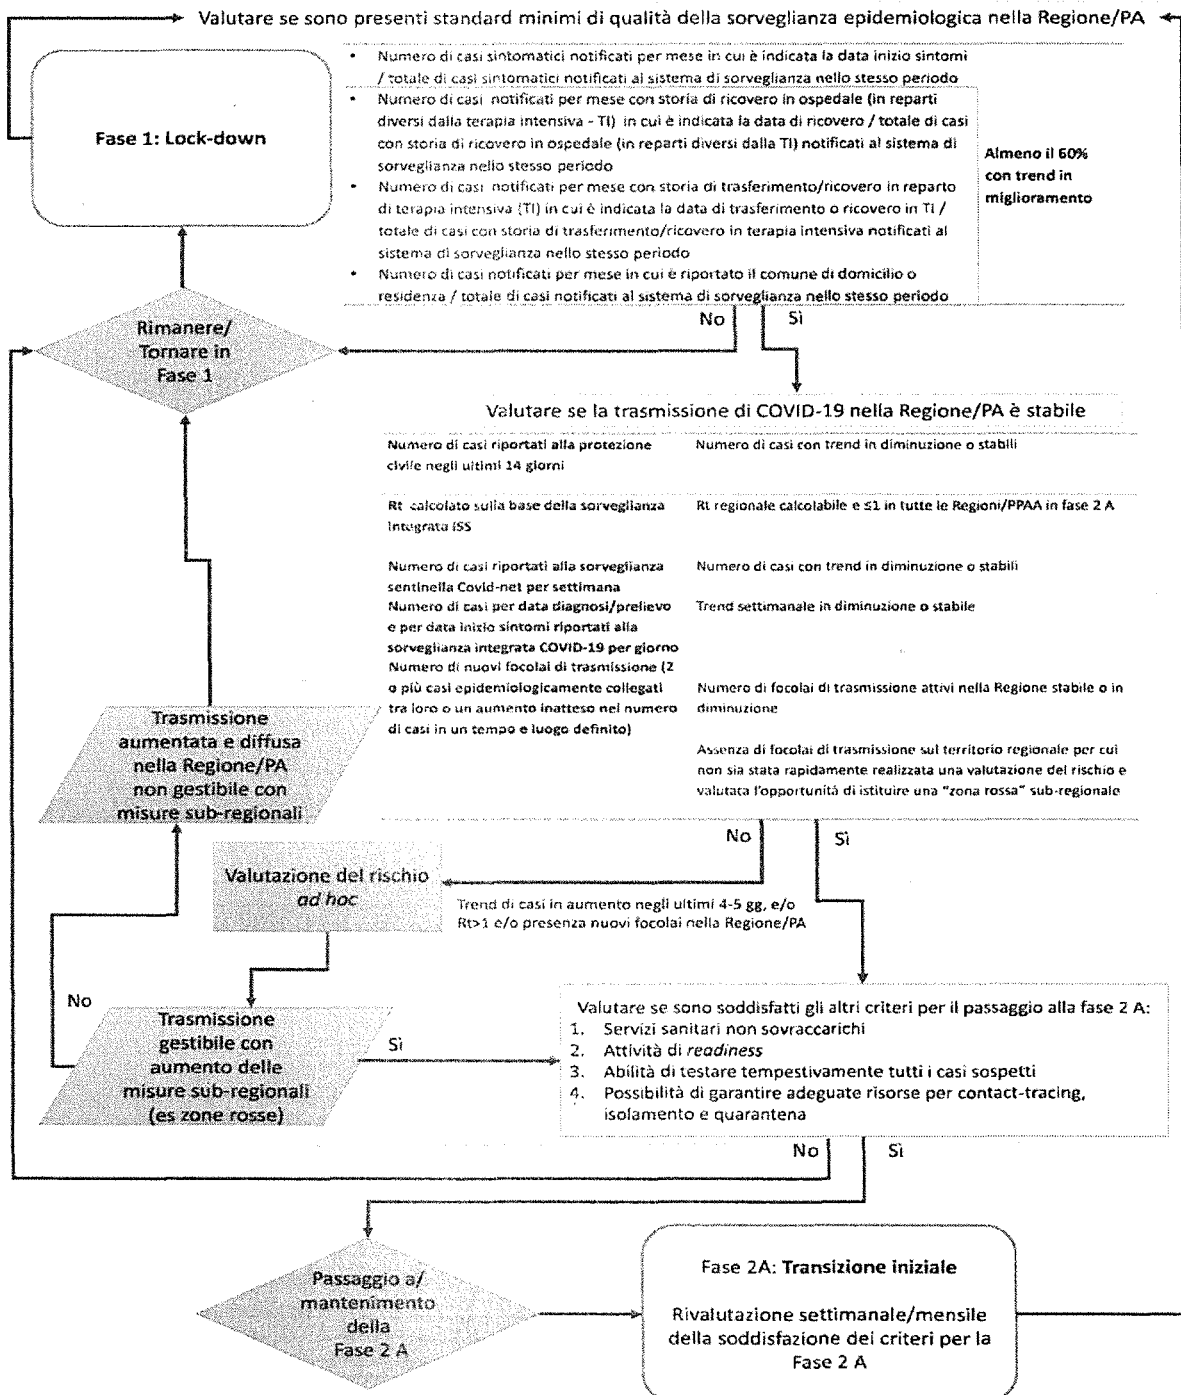 Valutare se sono presenti standard minimi di qualità della sorveglianza epidemiologica nella Regione/PA
Fase 1: Lock-down
• Numero di casi sintomatici notificati per mese in cui è indicata la data inizio sintomi
/ totale di casi sintomatici notificati al sistema di sorveglianza nello stesso periodo
• Numero di casi notificati per mese con storia di ricovero in ospedale (in reparti
diversi dalla terapia intensiva - TI) in cui è indicata la data di ricovero / totale di casi
con storia di ricovero in ospedale (in reparti diversi dalla TI) notificati al sistema di
sorveglianza nello stesso periodo
• Numero di casi notificati per mese con storia di trasferimento/ricovero in reparto
di terapia intensiva (TI) in cui è indicata la data di trasferimento o ricovero in TI /
totale di casi con storia di trasferimento/ricovero in terapia intensiva notificati al
sistema di sorveglianza nello stesso periodo
• Numero di casi notificati per mese in cui è riportato il comune di domicilio o
residenza / totale di casi notificati al sistema di sorveglianza nello stesso periodo
Almeno il 60%
con trend in
miglioramento
No
Sì
Rimanere/
Tornare in
Fase 1
Valutare se la trasmissione di COVID-19 nella Regione/PA è stabile
Numero di casi riportati alla protezione
civile negli ultimi 14 giorni
Numero di casi con trend in diminuzione o stabili
Rt calcolato sulla base della sorveglianza
integrata ISS
Rt regionale calcolabile e ≤1 in tutte le Regioni/PPAA in fase 2 A
Numero di casi riportati alla sorveglianza
sentinella Covid-net per settimana
Numero di casi con trend in diminuzione o stabili
Numero di casi per data diagnosi/prelievo
e per data inizio sintomi riportati alla
sorveglianza integrata COVID-19 per giorno
Trend settimanale in diminuzione o stabile
Numero di nuovi focolai di trasmissione (2
o più casi epidemiologicamente collegati
tra loro o un aumento inatteso nel numero
di casi in un tempo e luogo definito)
Numero di focolai di trasmissione attivi nella Regione stabile o in
diminuzione
Assenza di focolai di trasmissione sul territorio regionale per cui
non sia stata rapidamente realizzata una valutazione del rischio e
valutata l'opportunità di istituire una "zona rossa" sub-regionale
Trasmissione
aumentata e diffusa
nella Regione/PA
non gestibile con
misure sub-regionali
No
Sì
Valutazione del rischio
ad hoc
Trend di casi in aumento negli ultimi 4-5 gg, e/o
Rt>1 e/o presenza nuovi focolai nella Regione/PA
No
Trasmissione
gestibile con
aumento delle
misure sub-regionali
(es zone rosse)
Sì
Valutare se sono soddisfatti gli altri criteri per il passaggio alla fase 2 A:
1. Servizi sanitari non sovraccarichi
2. Attività di readiness
3. Abilità di testare tempestivamente tutti i casi sospetti
4. Possibilità di garantire adeguate risorse per contact-tracing,
isolamento e quarantena
No
Sì
Passaggio a/
mantenimento
della
Fase 2 A
Fase 2A: Transizione iniziale
Rivalutazione settimanale/mensile
della soddisfazione dei criteri per la
Fase 2 A